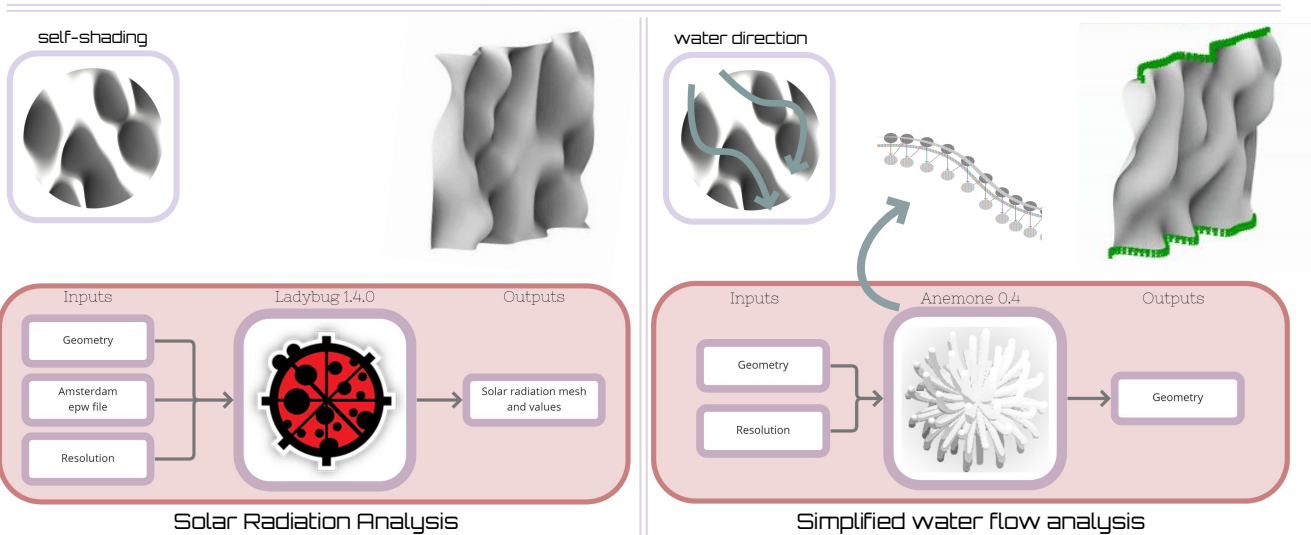 self-shading
Inputs
Ladybug 1.4.0
Outputs
Geometry
Amsterdam
epw file
Resolution
Solar radiation mesh
and values
Solar Radiation Analysis
water direction
Inputs
Anemone 0.4
Outputs
Geometry
Resolution
Geometry
Simplified water flow analysis